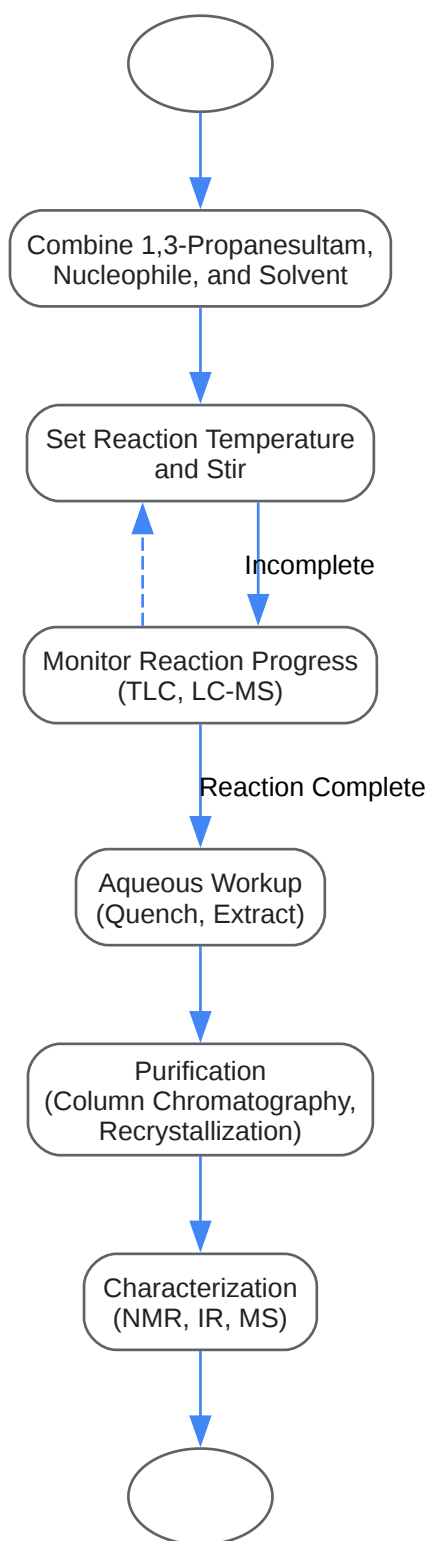 Combine 1,3-Propanesultam,
Nucleophile, and Solvent
Set Reaction Temperature
and Stir
Incomplete
Monitor Reaction Progress
(TLC, LC-MS)
Reaction Complete
Aqueous Workup
(Quench, Extract)
Purification
(Column Chromatography,
Recrystallization)
Characterization
(NMR, IR, MS)